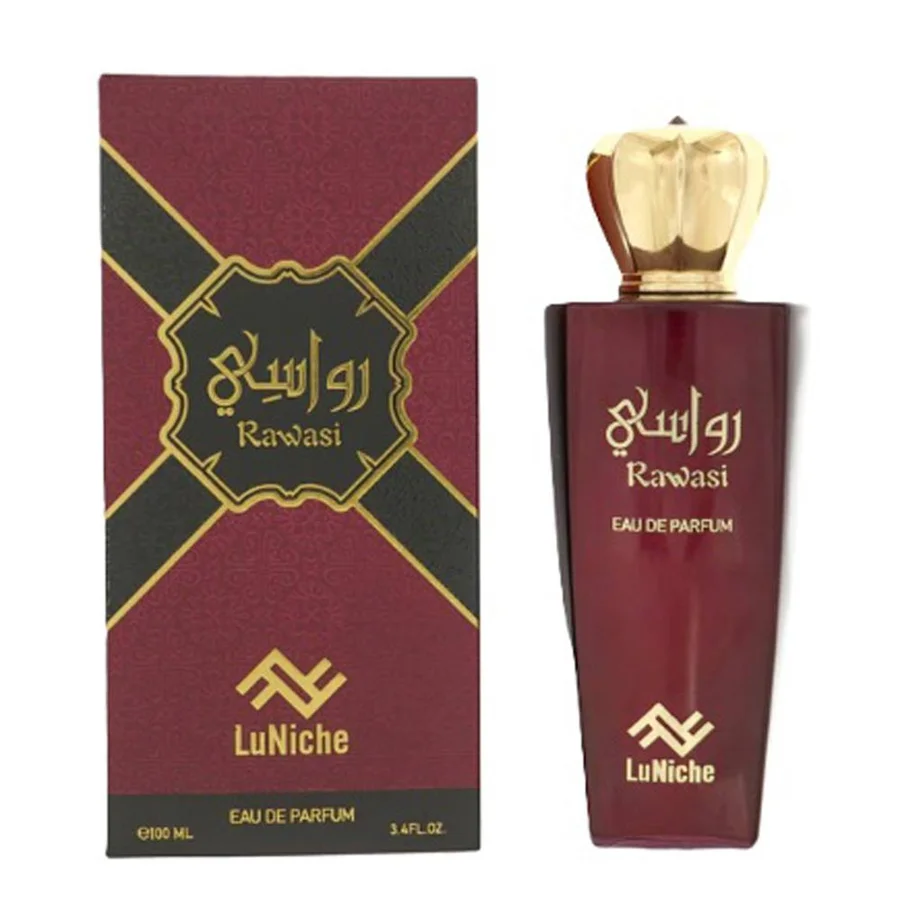 رواسي
Rawasi
LuNiche
EAU DE PARFUM
℮100 ML
3.4FL.OZ.
رواسي
Rawasi
EAU DE PARFUM
LuNiche